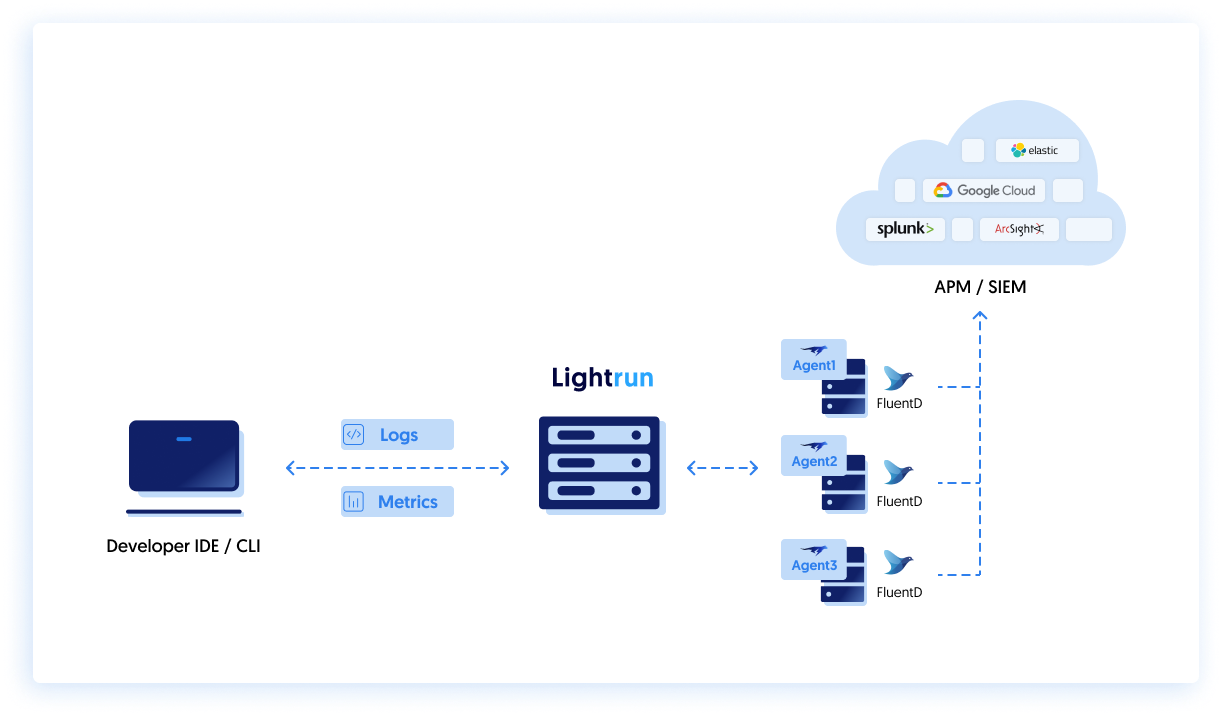 elastic
Google Cloud
splunk>
ArcSight
APM / SIEM
Lightrun
Agent1
FluentD
Logs
Agent2
FluentD
Metrics
Developer IDE / CLI
Agent3
FluentD